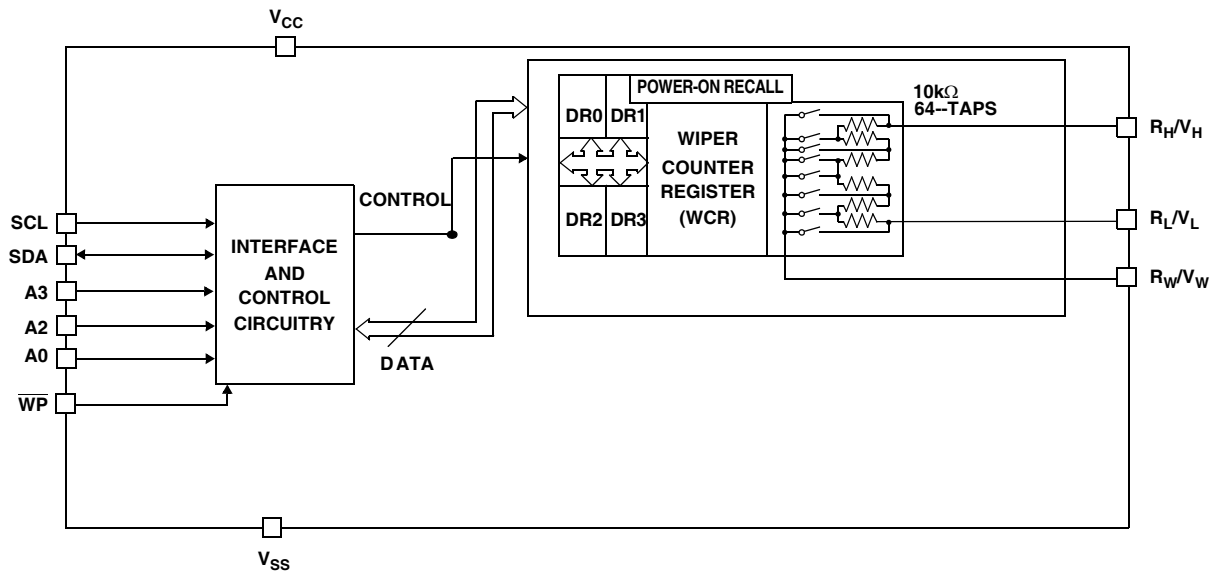 VCC
POWER-ON RECALL
10kΩ
64--TAPS
DR0 DR1
WIPER
COUNTER
REGISTER
(WCR)
DR2 DR3
RH/VH
RL/VL
RW/VW
CONTROL
SCL
SDA
A3
A2
A0
WP
INTERFACE
AND
CONTROL
CIRCUITRY
DATA
VSS